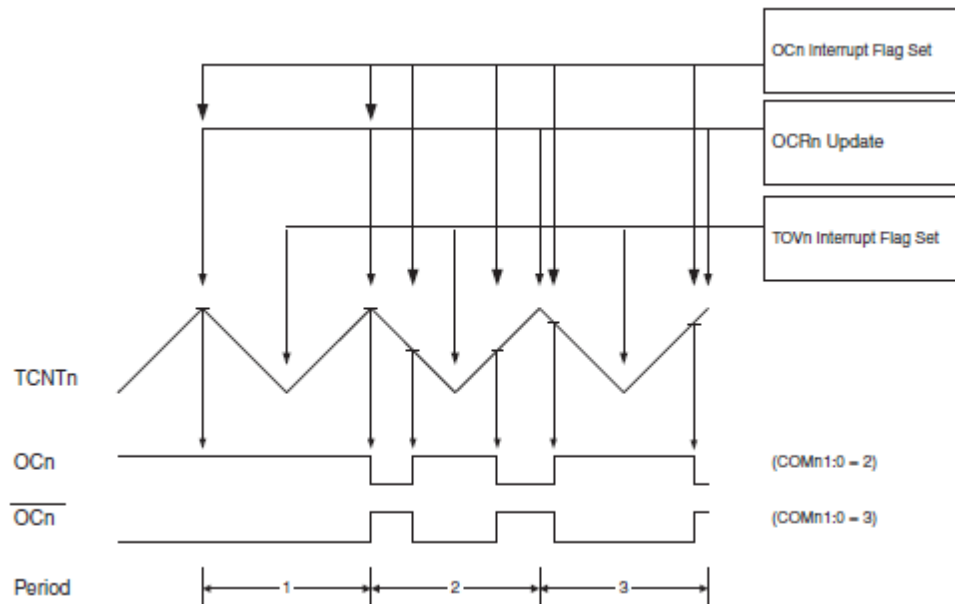 OCn Interrupt Flag Set
OCRn Update
TOVn Interrupt Flag Set
TCNTn
OCn
(COMn1:0 = 2)
OCn
(COMn1:0 = 3)
Period
1
2
3